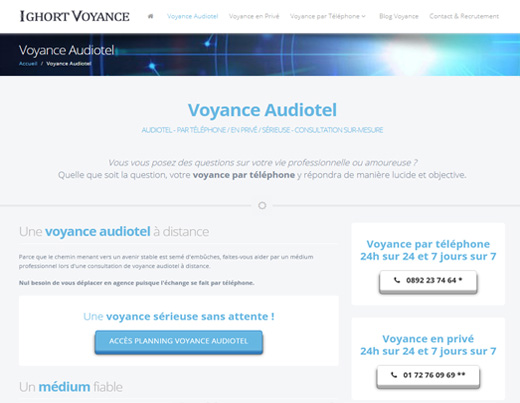 IGHORT VOYANCE
Voyance Audiotel Voyance en Privé Voyance par Téléphone Blog Voyance Contact & Recrutement
Voyance Audiotel
Accueil / Voyance Audiotel
Voyance Audiotel
AUDIOTEL - PAR TÉLÉPHONE / EN PRIVÉ / SÉRIEUSE - CONSULTATION SUR-MESURE
Vous vous posez des questions sur votre vie professionnelle ou amoureuse ?
Quelle que soit la question, votre voyance par téléphone y répondra de manière lucide et objective.
Une voyance audiotel à distance
Parce que le chemin menant vers un avenir stable est semé d'embûches, faites-vous aider par un médium
professionnel lors d'une consultation de voyance audiotel à distance.
Nul besoin de vous déplacer en agence puisque l'échange se fait par téléphone.
Une voyance sérieuse sans attente !
ACCÈS PLANNING VOYANCE AUDIOTEL
Un médium fiable
Voyance par téléphone
24h sur 24 et 7 jours sur 7
0892 23 74 64 *
Voyance en privé
24h sur 24 et 7 jours sur 7
01 72 76 09 69 **